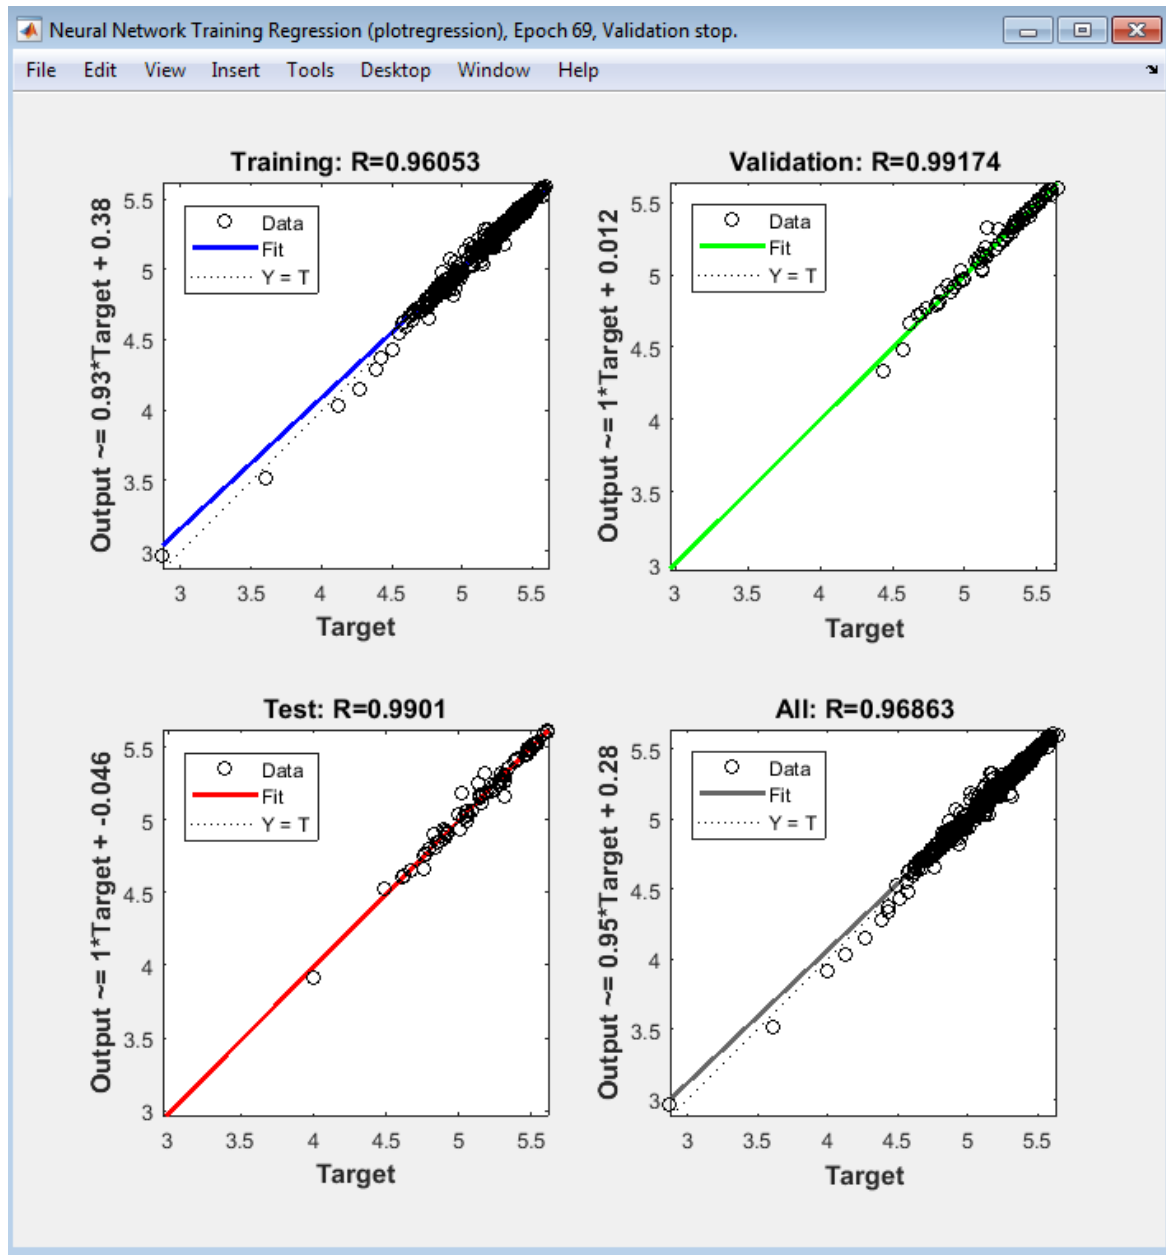 Neural Network Training Regression (plotregression), Epoch 69, Validation stop.
File Edit View Insert Tools Desktop Window Help
Training: R=0.96053
Output ~= 0.93*Target + 0.38
5.5
5
4.5
4
3.5
3
Data
Fit
Y = T
3 3.5 4 4.5 5 5.5
Target
Validation: R=0.99174
Output ~= 1*Target + 0.012
5.5
5
4.5
4
3.5
3
Data
Fit
Y = T
3 3.5 4 4.5 5 5.5
Target
Test: R=0.9901
Output ~= 1*Target + -0.046
5.5
5
4.5
4
3.5
3
Data
Fit
Y = T
3 3.5 4 4.5 5 5.5
Target
All: R=0.96863
Output ~= 0.95*Target + 0.28
5.5
5
4.5
4
3.5
3
Data
Fit
Y = T
3 3.5 4 4.5 5 5.5
Target